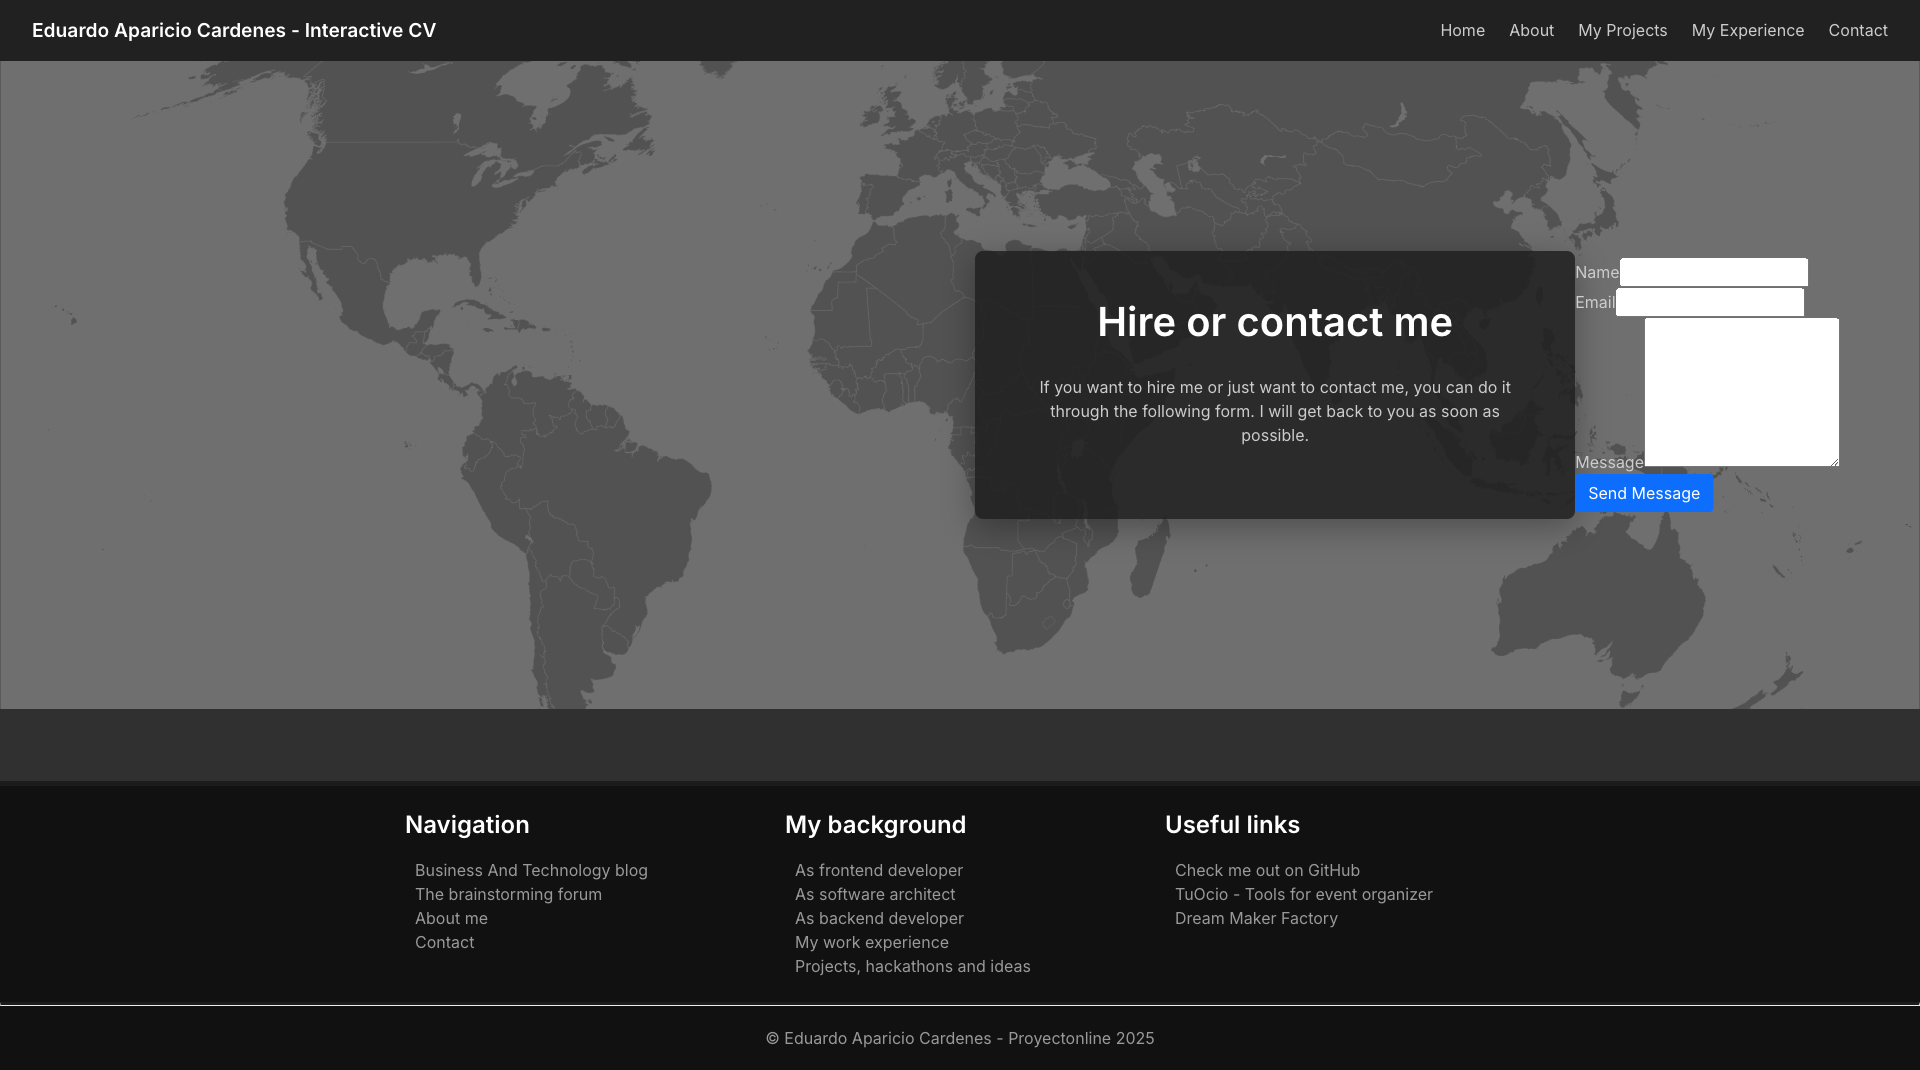 Eduardo Aparicio Cardenes - Interactive CV
Home
About
My Projects
My Experience
Contact
Hire or contact me
If you want to hire me or just want to contact me, you can do it
through the following form. I will get back to you as soon as
possible.
Name
Email
Message
Send Message
Navigation
Business And Technology blog
The brainstorming forum
About me
Contact
My background
As frontend developer
As software architect
As backend developer
My work experience
Projects, hackathons and ideas
Useful links
Check me out on GitHub
TuOcio - Tools for event organizer
Dream Maker Factory
© Eduardo Aparicio Cardenes - Proyectonline 2025